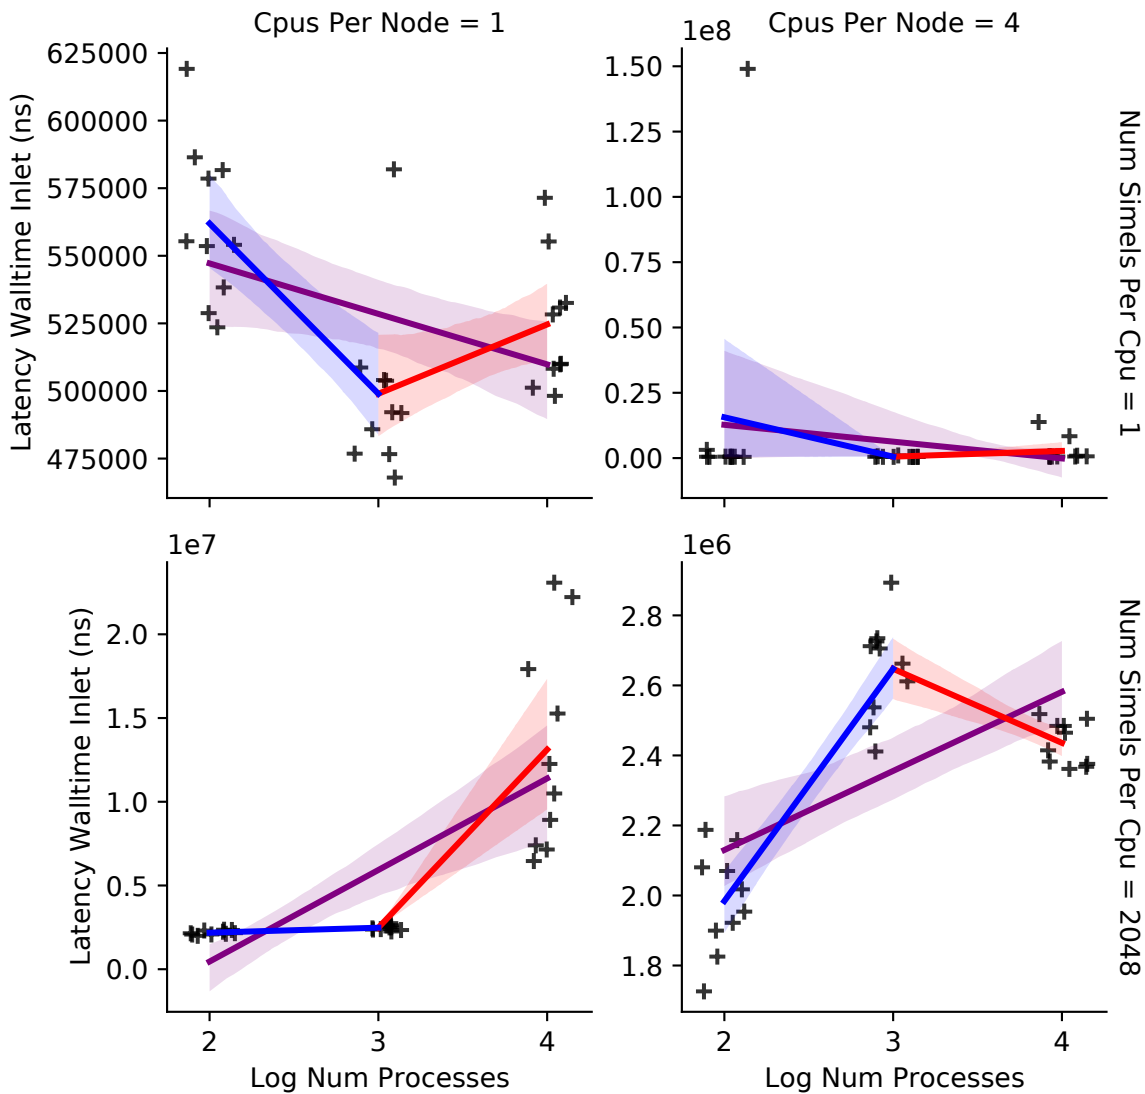 Cpus Per Node = 1
Cpus Per Node = 4
Latency Walltime Inlet (ns)
625000
600000
575000
550000
525000
500000
475000
1e8
1.50
1.25
1.00
0.75
0.50
0.25
0.00
Num Simels Per Cpu = 1
Latency Walltime Inlet (ns)
1e7
2.0
1.5
1.0
0.5
0.0
2
3
4
Log Num Processes
1e6
2.8
2.6
2.4
2.2
2.0
1.8
2
3
4
Log Num Processes
Num Simels Per Cpu = 2048